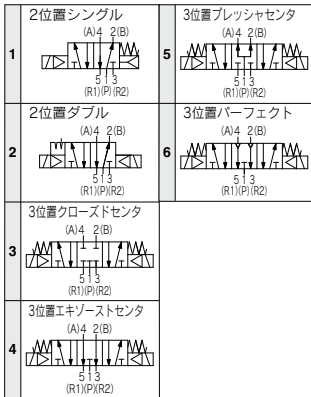 1
2位置シングル
(A)4 2(B)
5 1 3
(R1)(P)(R2)
2
2位置ダブル
(A)4 2(B)
5 1 3
(R1)(P)(R2)
3
3位置クローズドセンタ
(A)4 2(B)
5 1 3
(R1)(P)(R2)
4
3位置エキゾーストセンタ
(A)4 2(B)
5 1 3
(R1)(P)(R2)
5
3位置プレッシャセンタ
(A)4 2(B)
5 1 3
(R1)(P)(R2)
6
3位置パーフェクト
(A)4 2(B)
5 1 3
(R1)(P)(R2)